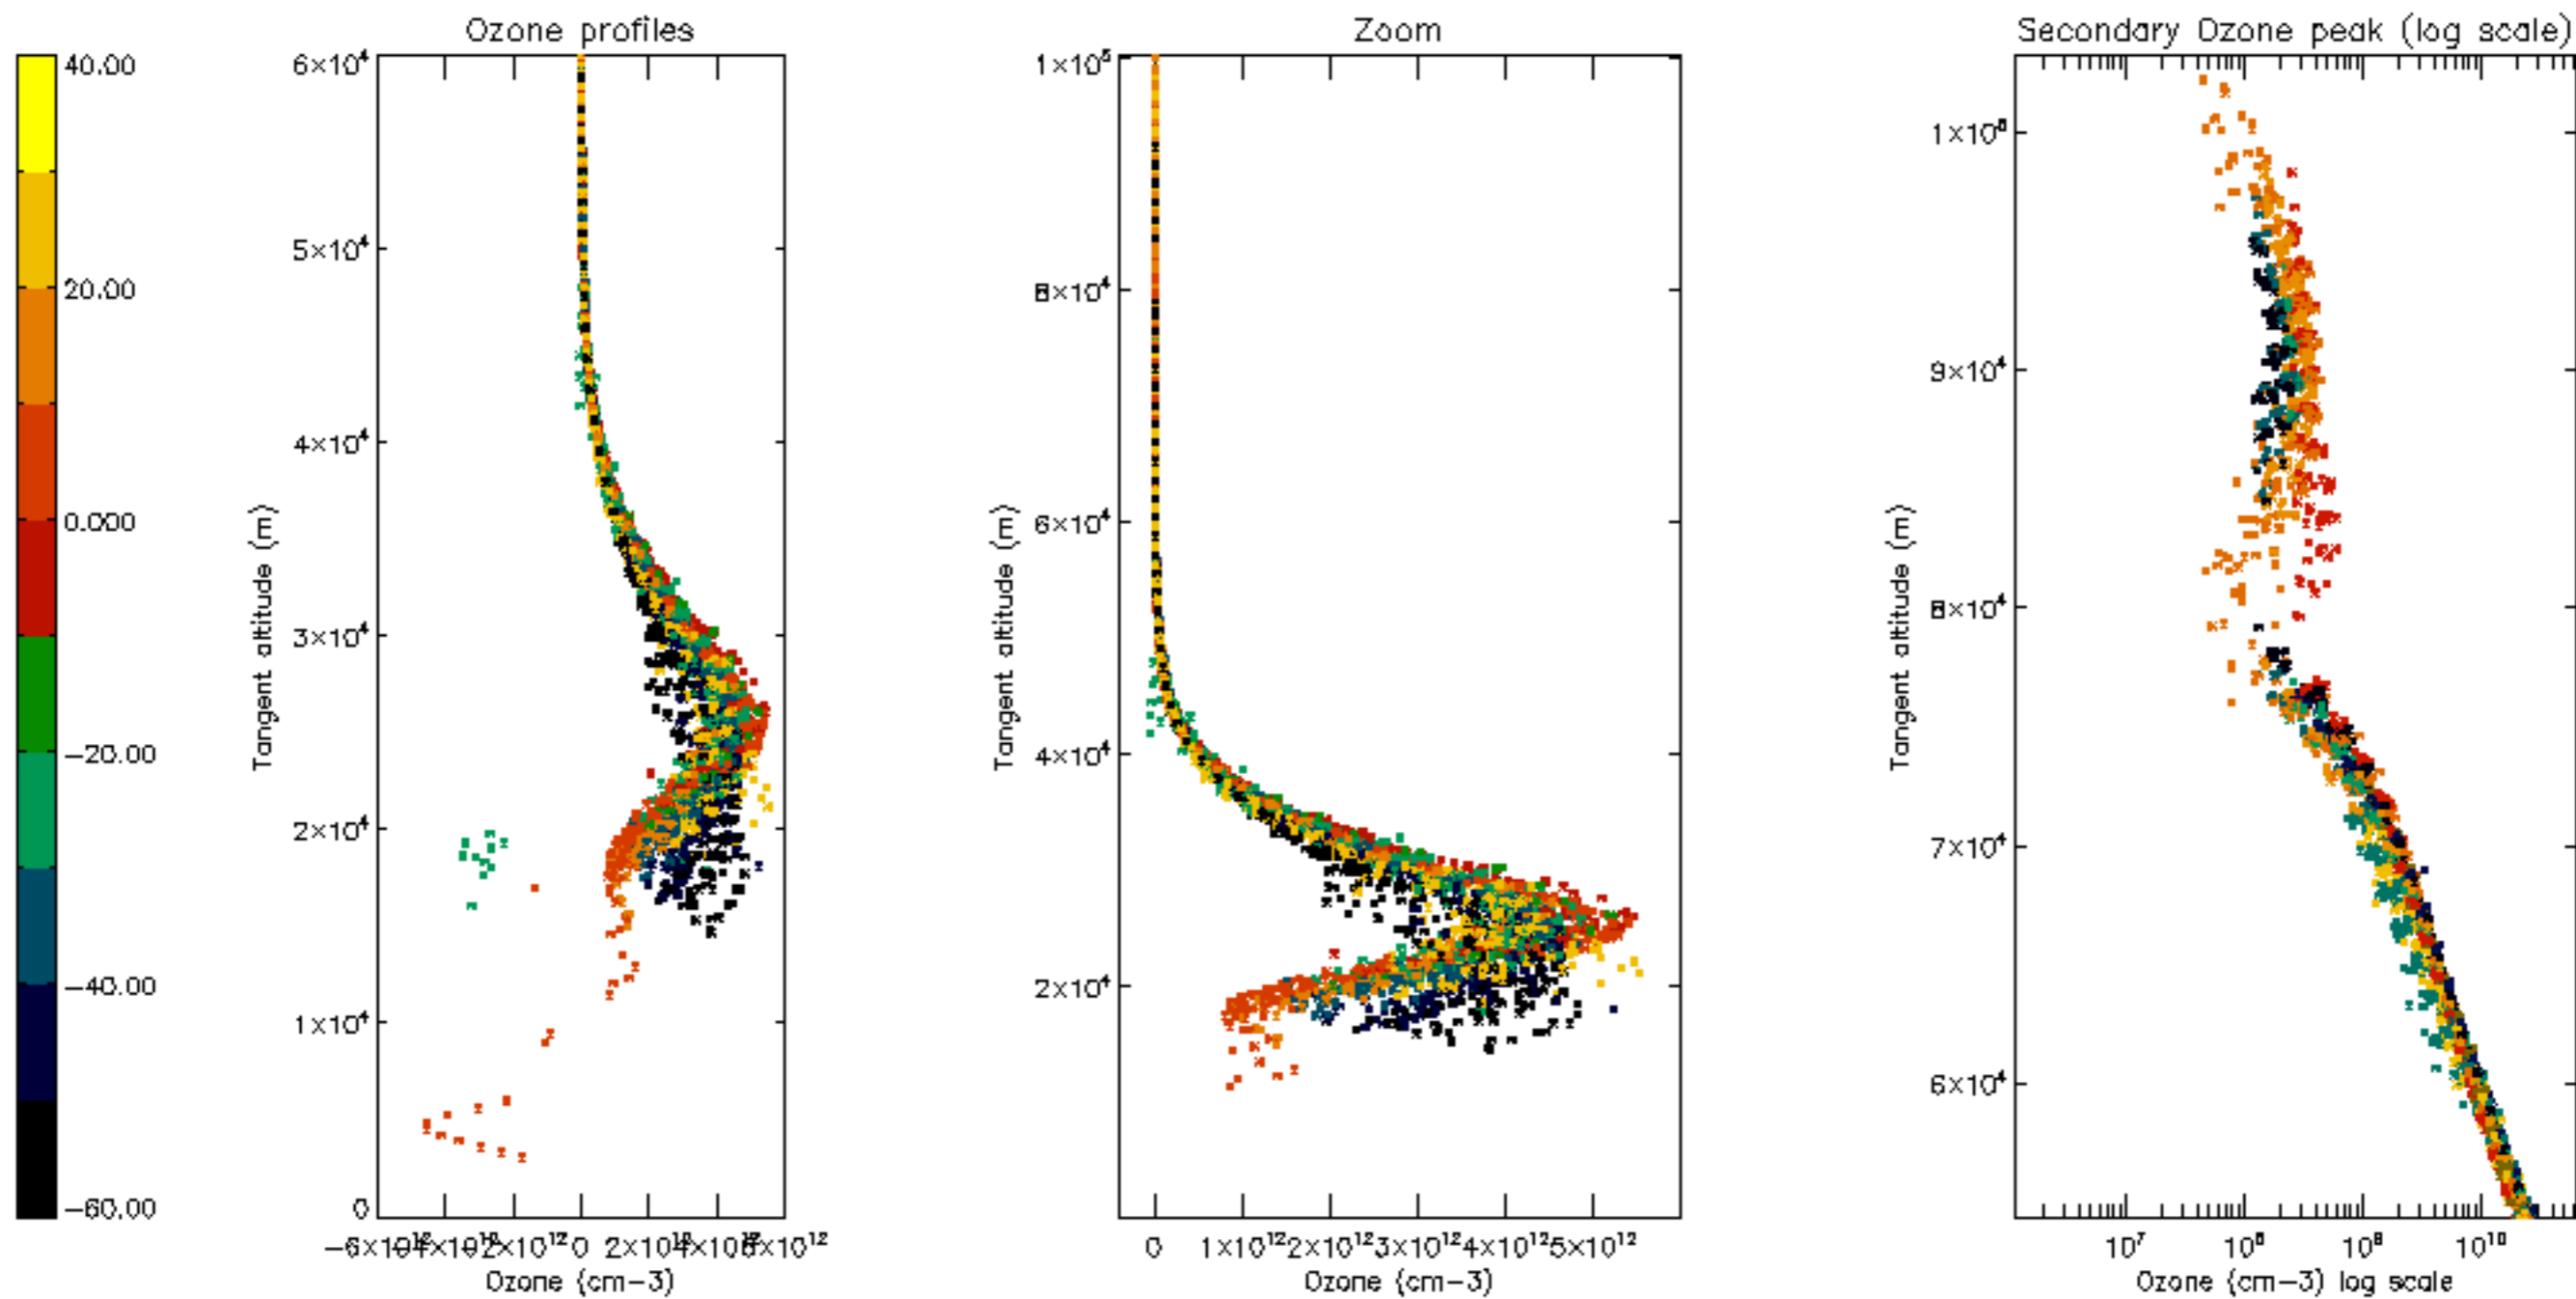 Ozone profiles
Zoom
Secondary Ozone peak (log scale)
40.00
20.00
0.000
−20.00
−40.00
−60.00
6×10⁴
5×10⁴
4×10⁴
3×10⁴
2×10⁴
1×10⁴
0
Tangent altitude (m)
0 2×10¹²
Ozone (cm−3)
1×10⁵
8×10⁴
6×10⁴
4×10⁴
2×10⁴
Tangent altitude (m)
0 1×10¹² 2×10¹² 3×10¹² 4×10¹² 5×10¹²
Ozone (cm−3)
9×10⁴
8×10⁴
7×10⁴
6×10⁴
Tangent altitude (m)
10⁷ 10⁸ 10⁹ 10¹⁰
Ozone (cm−3) log scale